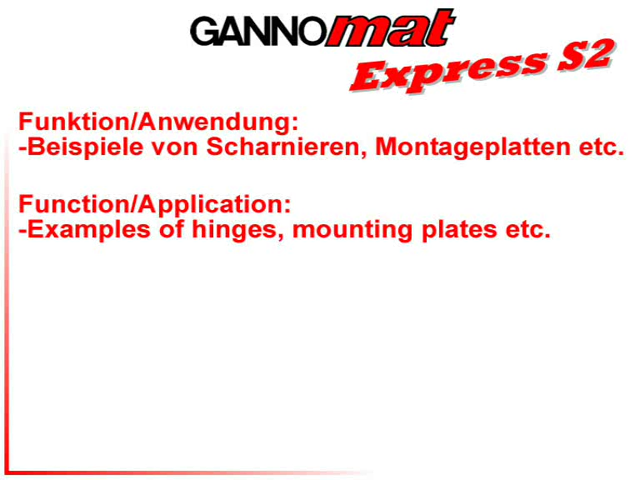 GANNOmat
Express S2
Funktion/Anwendung:
-Beispiele von Scharnieren, Montageplatten etc.
Function/Application:
-Examples of hinges, mounting plates etc.